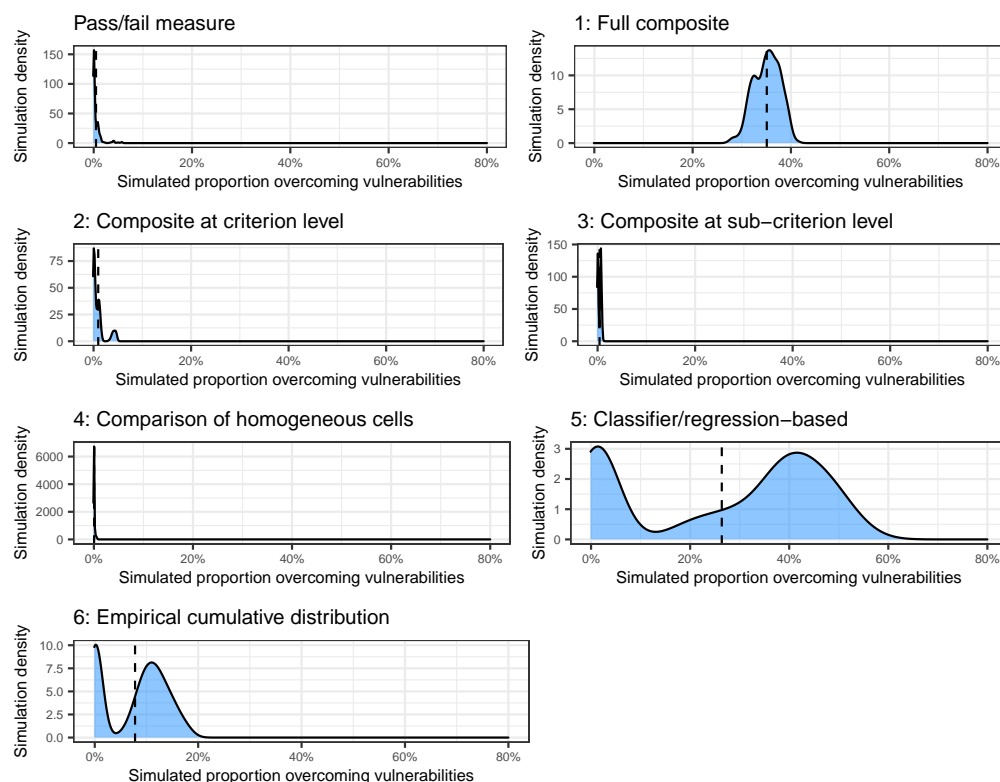 Pass/fail measure
Simulation density
150
100
50
0
0% 20% 40% 60% 80%
Simulated proportion overcoming vulnerabilities
1: Full composite
Simulation density
10
5
0
0% 20% 40% 60% 80%
Simulated proportion overcoming vulnerabilities
2: Composite at criterion level
Simulation density
75
50
25
0
0% 20% 40% 60% 80%
Simulated proportion overcoming vulnerabilities
3: Composite at sub−criterion level
Simulation density
150
100
50
0
0% 20% 40% 60% 80%
Simulated proportion overcoming vulnerabilities
4: Comparison of homogeneous cells
Simulation density
6000
4000
2000
0
0% 20% 40% 60% 80%
Simulated proportion overcoming vulnerabilities
5: Classifier/regression−based
Simulation density
3
2
1
0
0% 20% 40% 60% 80%
Simulated proportion overcoming vulnerabilities
6: Empirical cumulative distribution
Simulation density
10.0
7.5
5.0
2.5
0.0
0% 20% 40% 60% 80%
Simulated proportion overcoming vulnerabilities